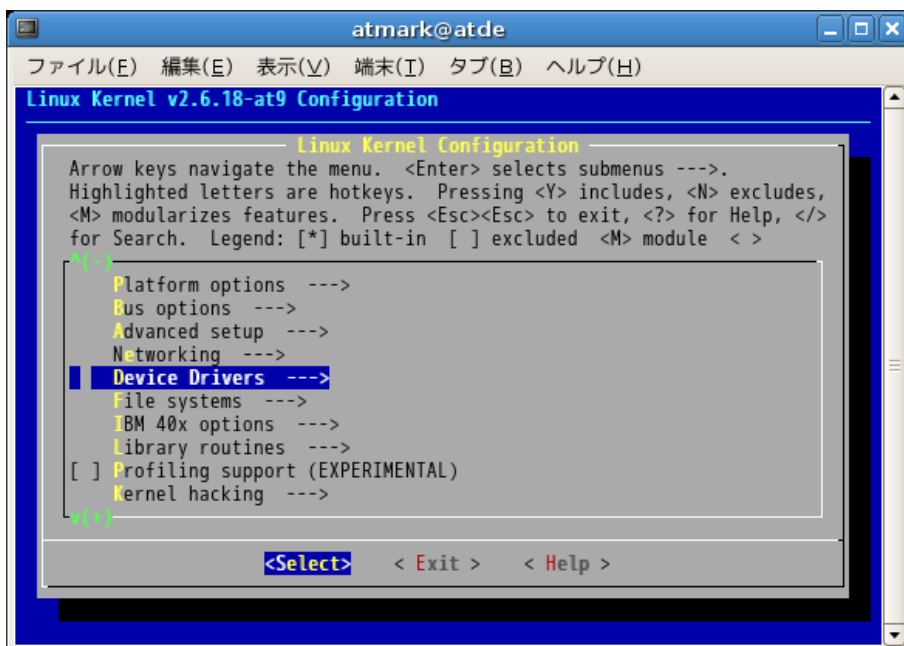 atmark@atde
ファイル(F) 編集(E) 表示(V) 端末(T) タブ(B) ヘルプ(H)
Linux Kernel v2.6.18-at9 Configuration
Linux Kernel Configuration
Arrow keys navigate the menu. <Enter> selects submenus --->.
Highlighted letters are hotkeys. Pressing <Y> includes, <N> excludes,
<M> modularizes features. Press <Esc><Esc> to exit, <?> for Help, </>
for Search. Legend: [*] built-in [ ] excluded <M> module < >
^(-)
Platform options --->
Bus options --->
Advanced setup --->
Networking --->
Device Drivers --->
File systems --->
IBM 40x options --->
Library routines --->
[ ] Profiling support (EXPERIMENTAL)
Kernel hacking --->
v(+)
<Select> < Exit > < Help >